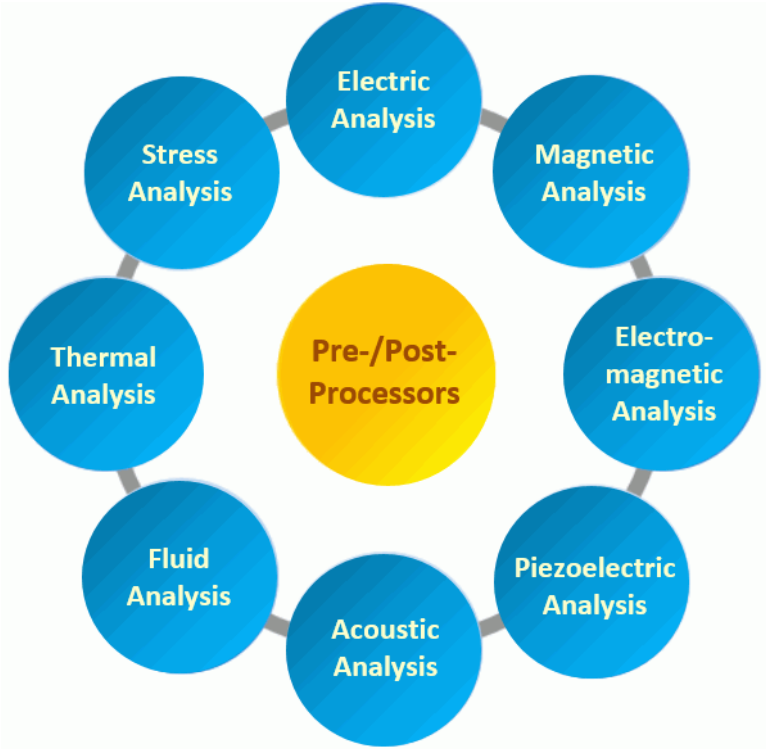 Electric
Analysis
Magnetic
Analysis
Electro-
magnetic
Analysis
Piezoelectric
Analysis
Acoustic
Analysis
Fluid
Analysis
Thermal
Analysis
Stress
Analysis
Pre-/Post-
Processors